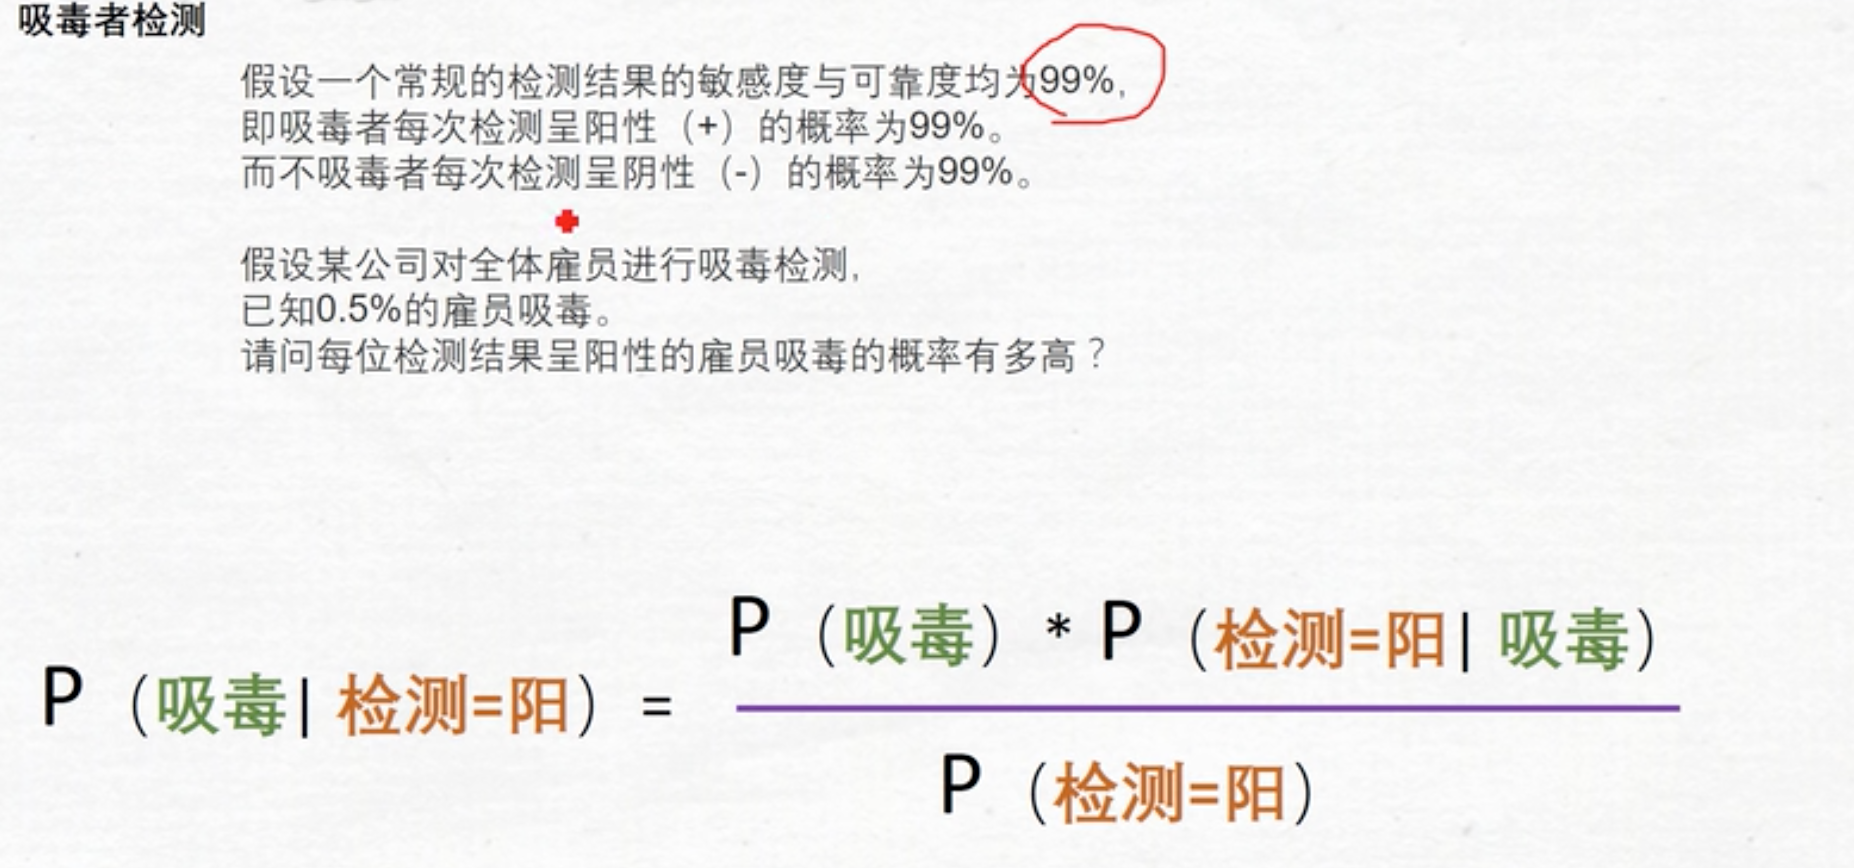 吸毒者检测
假设一个常规的检测结果的敏感度与可靠度均为99%,
即吸毒者每次检测呈阳性（+）的概率为99%。
而不吸毒者每次检测呈阴性（-）的概率为99%。
假设某公司对全体雇员进行吸毒检测,
已知0.5%的雇员吸毒。
请问每位检测结果呈阳性的雇员吸毒的概率有多高？
P（吸毒）* P（检测=阳| 吸毒）
P（吸毒| 检测=阳）=
P（检测=阳）